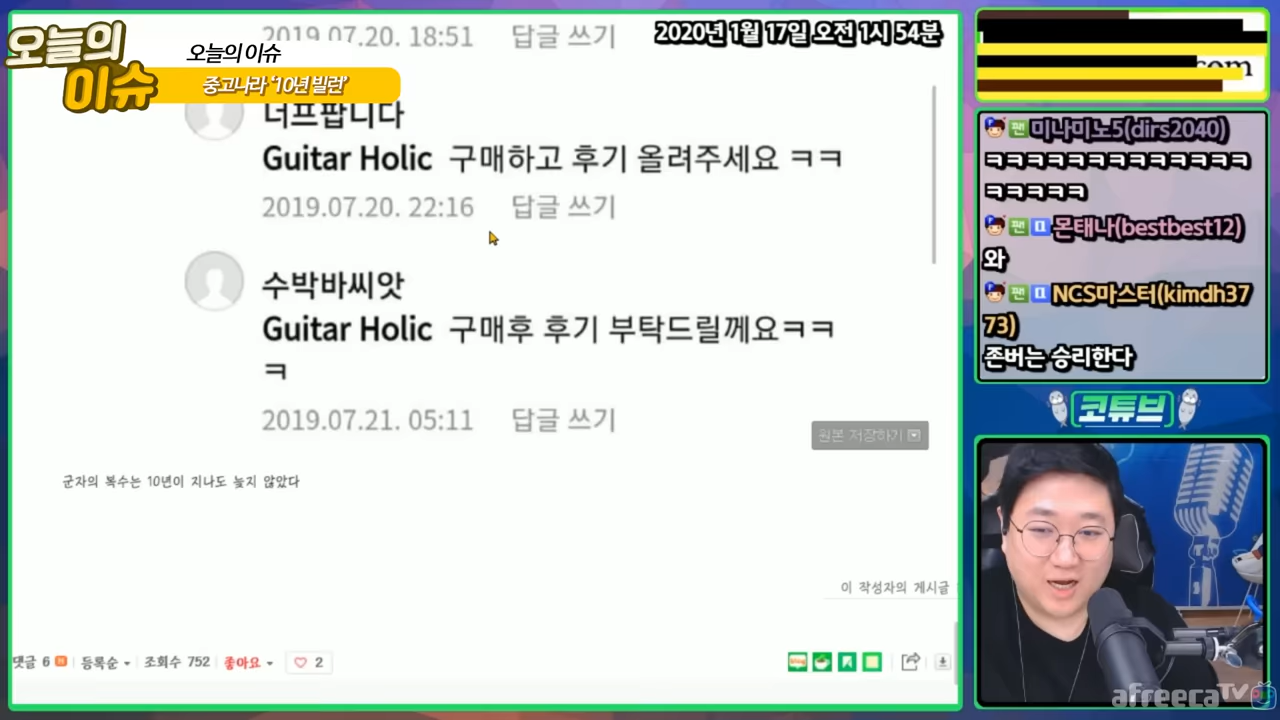 오늘의
이슈
오늘의 이슈
중고나라 '10년 빌런'
2020년 1월 17일 오전 1시 54분
2019.07.20. 18:51 답글 쓰기
너프팝니다
Guitar Holic 구매하고 후기 올려주세요 ㅋㅋ
2019.07.20. 22:16 답글 쓰기
수박바씨앗
Guitar Holic 구매후 후기 부탁드릴께요ㅋㅋ
ㅋ
2019.07.21. 05:11 답글 쓰기
원본 저장하기
군자의 복수는 10년이 지나도 늦지 않았다
이 작성자의 게시글
댓글 6 등록순 조회수 752 좋아요 2
팬 미나미노5(dirs2040)
ㅋㅋㅋㅋㅋㅋㅋㅋㅋㅋㅋㅋㅋ
ㅋㅋㅋㅋㅋ
팬 몬태나(bestbest12)
와
팬 NCS마스터(kimdh37
73)
존버는 승리한다
코튜브
afreecaTV